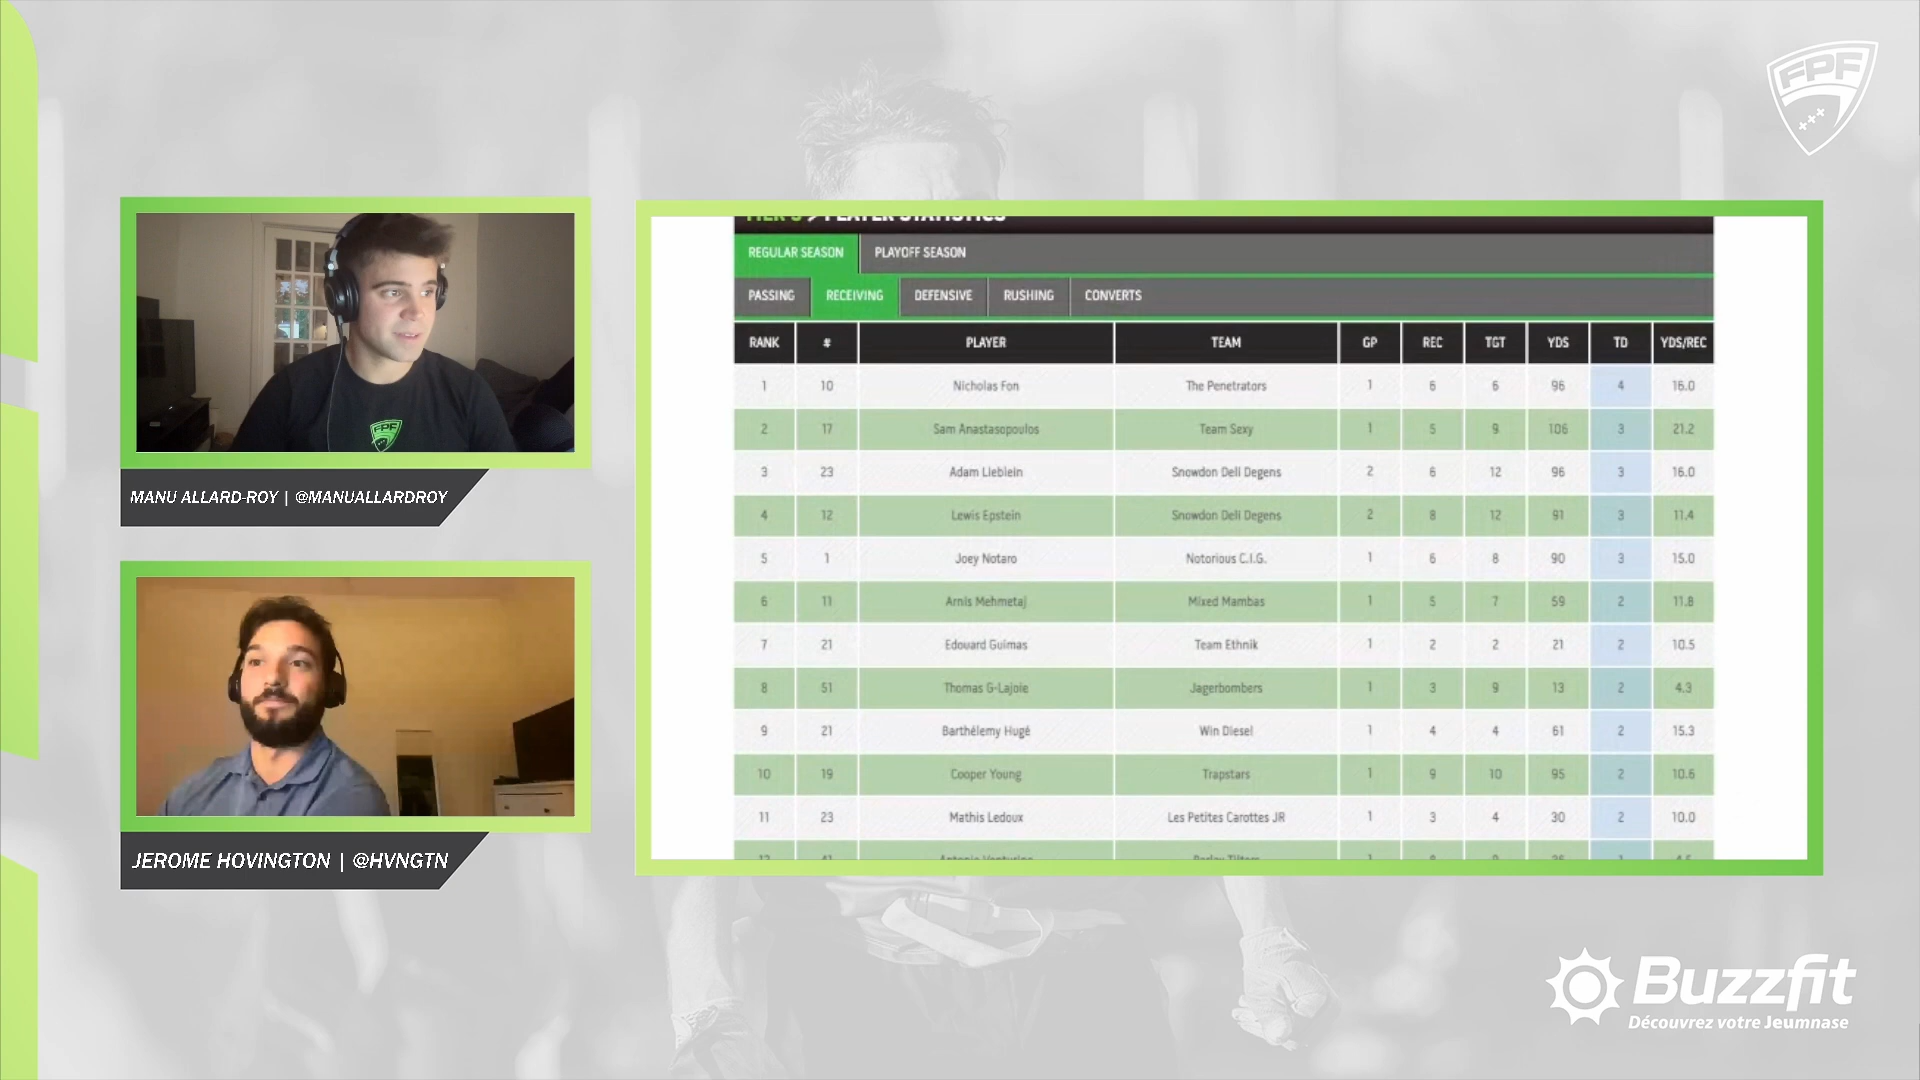 FPF
FPF
MANU ALLARD-ROY | @MANUALLARDROY
JEROME HOVINGTON | @HVNGTN
PLAYER STATISTICS
REGULAR SEASON PLAYOFF SEASON
PASSING RECEIVING DEFENSIVE RUSHING CONVERTS
RANK # PLAYER TEAM GP REC TGT YDS TD YDS/REC
1 10 Nicholas Fon The Penetrators 1 6 6 96 4 16.0
2 17 Sam Anastasopoulos Team Sexy 1 5 9 106 3 21.2
3 23 Adam Lieblein Snowdon Deli Degens 2 6 12 96 3 16.0
4 12 Lewis Epstein Snowdon Deli Degens 2 8 12 91 3 11.4
5 1 Joey Notaro Notorious C.I.G. 1 6 8 90 3 15.0
6 11 Arnis Mehmetaj Mixed Mambas 1 5 7 59 2 11.8
7 21 Edouard Guimas Team Ethnik 1 2 2 21 2 10.5
8 51 Thomas G-Lajoie Jagerbombers 1 3 9 13 2 4.3
9 21 Barthélemy Hugé Win Diesel 1 4 4 61 2 15.3
10 19 Cooper Young Trapstars 1 9 10 95 2 10.6
11 23 Mathis Ledoux Les Petites Carottes JR 1 3 4 30 2 10.0
Buzzfit
Découvrez votre Jeumnase